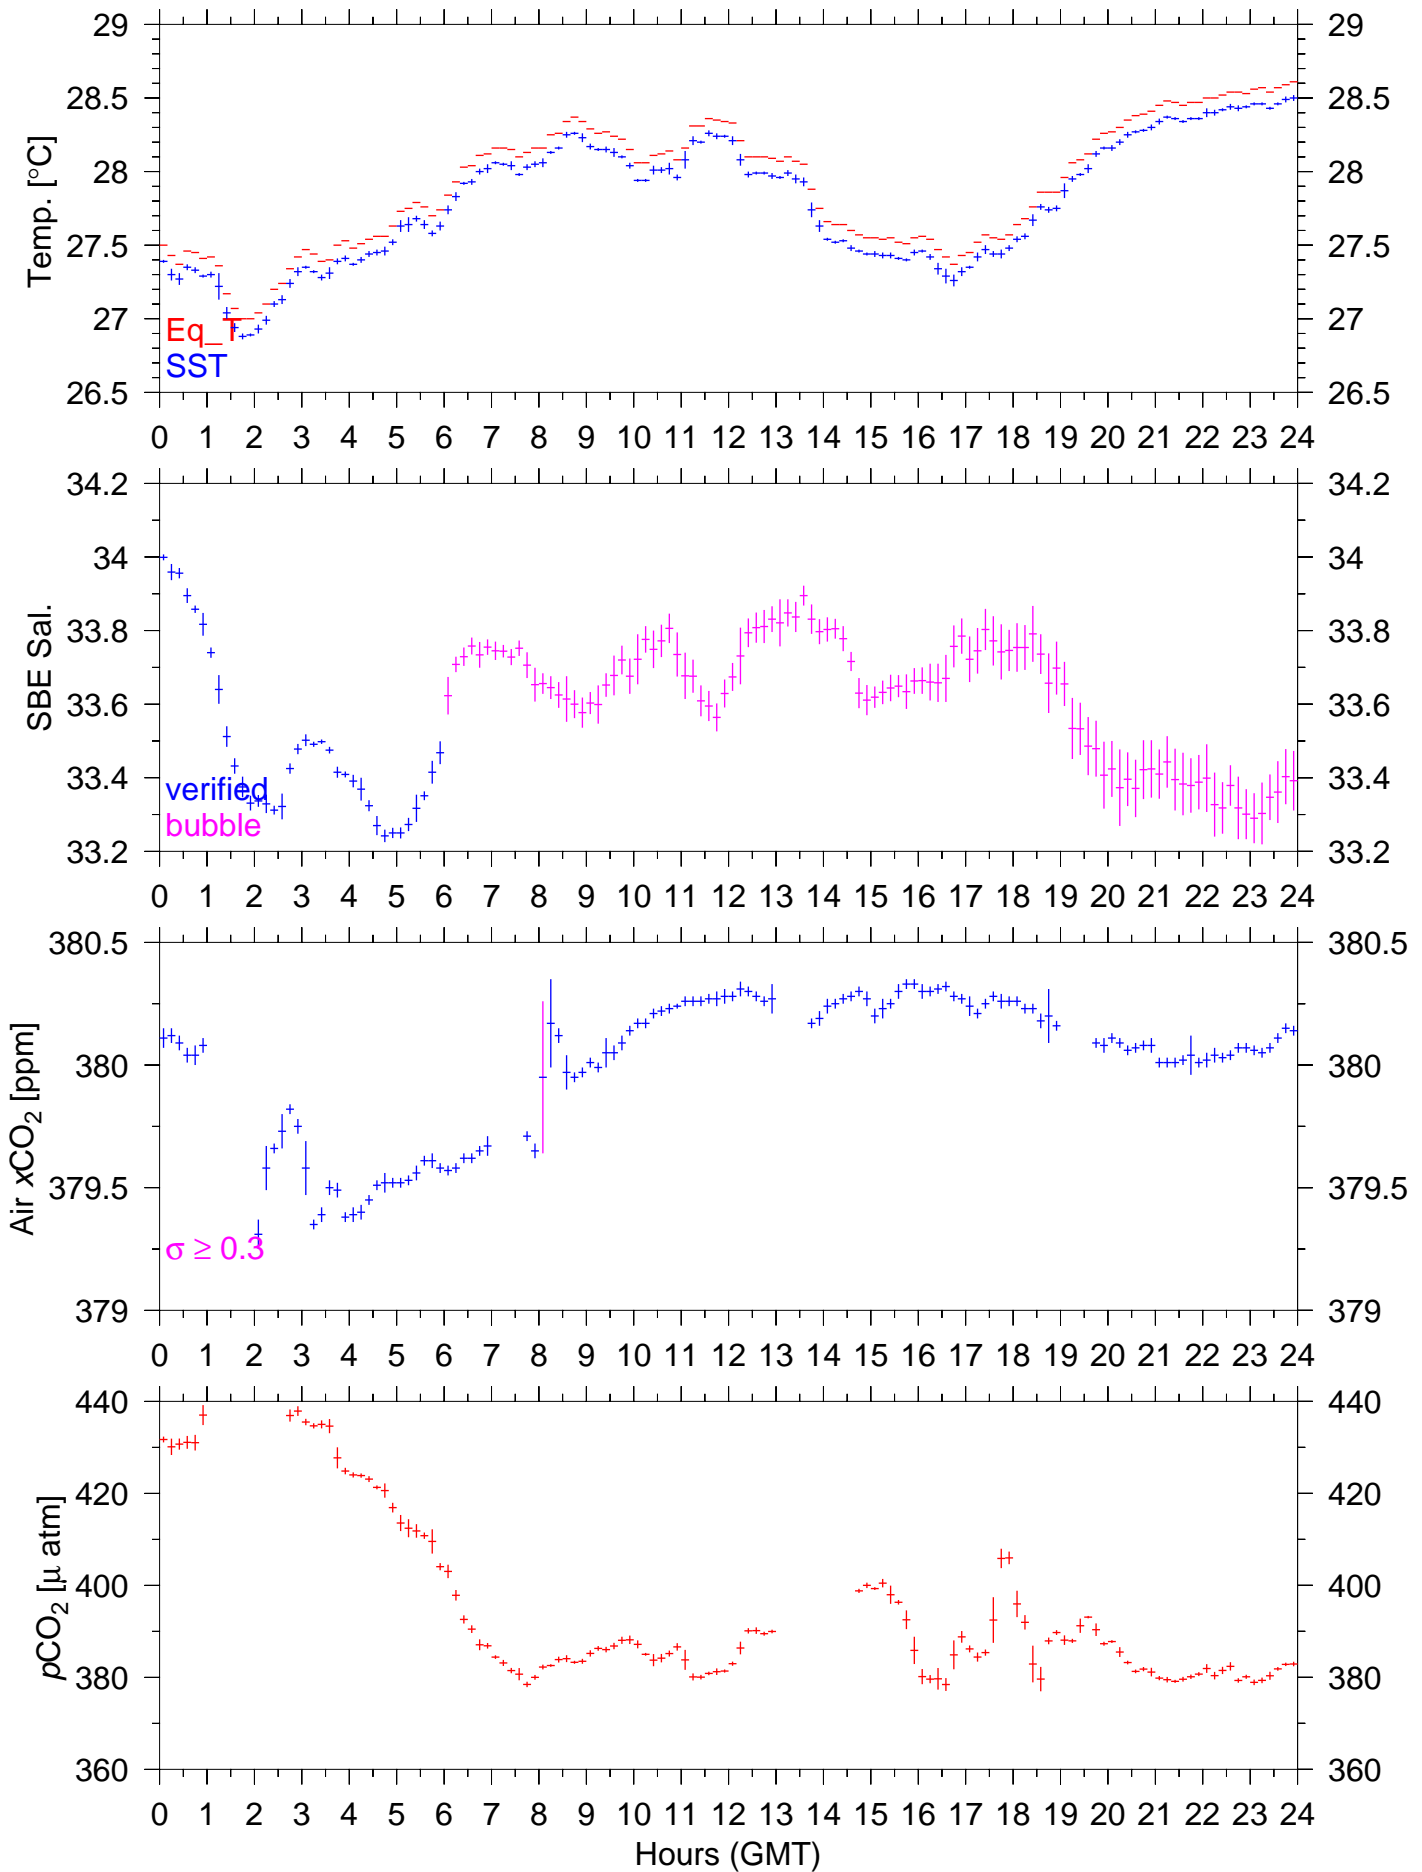 29 29
28.5 28.5
28 28
27.5 27.5
27 27
26.5 26.5
Temp. [°C]
Eq_T
SST
0 1 2 3 4 5 6 7 8 9 10 11 12 13 14 15 16 17 18 19 20 21 22 23 24
34.2 34.2
34 34
33.8 33.8
33.6 33.6
33.4 33.4
33.2 33.2
SBE Sal.
verified
bubble
0 1 2 3 4 5 6 7 8 9 10 11 12 13 14 15 16 17 18 19 20 21 22 23 24
380.5 380.5
380 380
379.5 379.5
379 379
Air xCO₂ [ppm]
σ ≥ 0.3
0 1 2 3 4 5 6 7 8 9 10 11 12 13 14 15 16 17 18 19 20 21 22 23 24
440 440
420 420
400 400
380 380
360 360
pCO₂ [μ atm]
0 1 2 3 4 5 6 7 8 9 10 11 12 13 14 15 16 17 18 19 20 21 22 23 24
Hours (GMT)